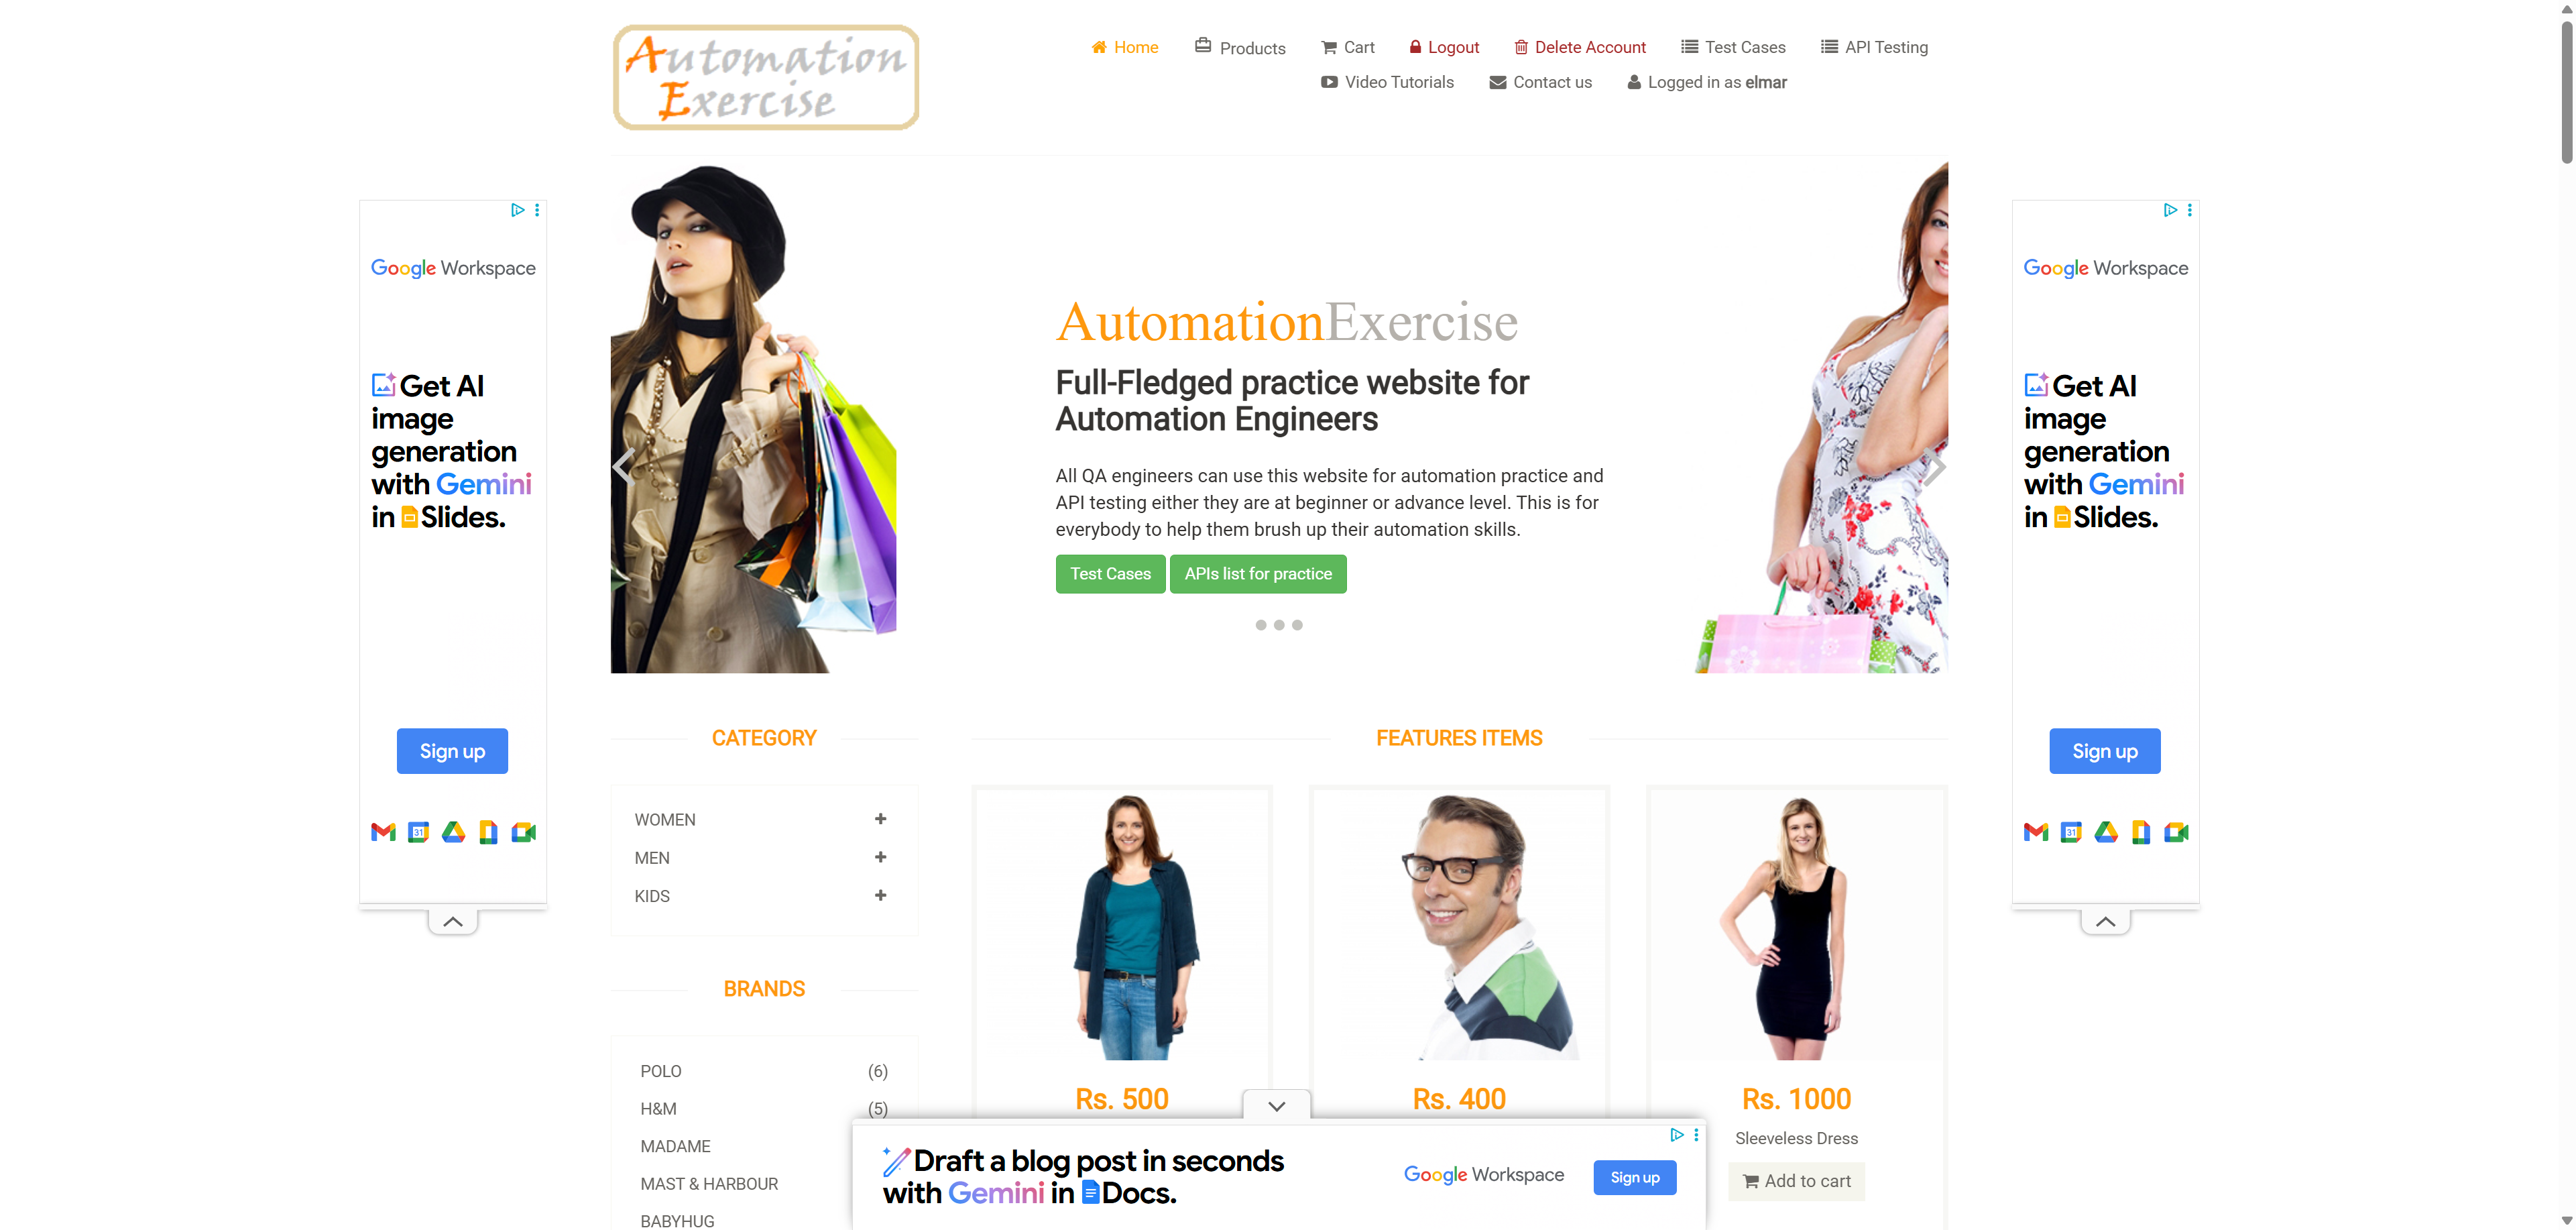 Automation
Exercise
Home Products Cart Logout Delete Account Test Cases API Testing
Video Tutorials Contact us Logged in as elmar
Google Workspace
Get AI
image
generation
with Gemini
in Slides.
Sign up
31
AutomationExercise
Full-Fledged practice website for
Automation Engineers
All QA engineers can use this website for automation practice and
API testing either they are at beginner or advance level. This is for
everybody to help them brush up their automation skills.
Test Cases APIs list for practice
Google Workspace
Get AI
image
generation
with Gemini
in Slides.
Sign up
31
CATEGORY
WOMEN
MEN
KIDS
BRANDS
POLO (6)
H&M (5)
MADAME
MAST & HARBOUR
BABYHUG
FEATURES ITEMS
Rs. 500
Rs. 400
Rs. 1000
Sleeveless Dress
Add to cart
Draft a blog post in seconds
with Gemini in Docs.
Google Workspace
Sign up